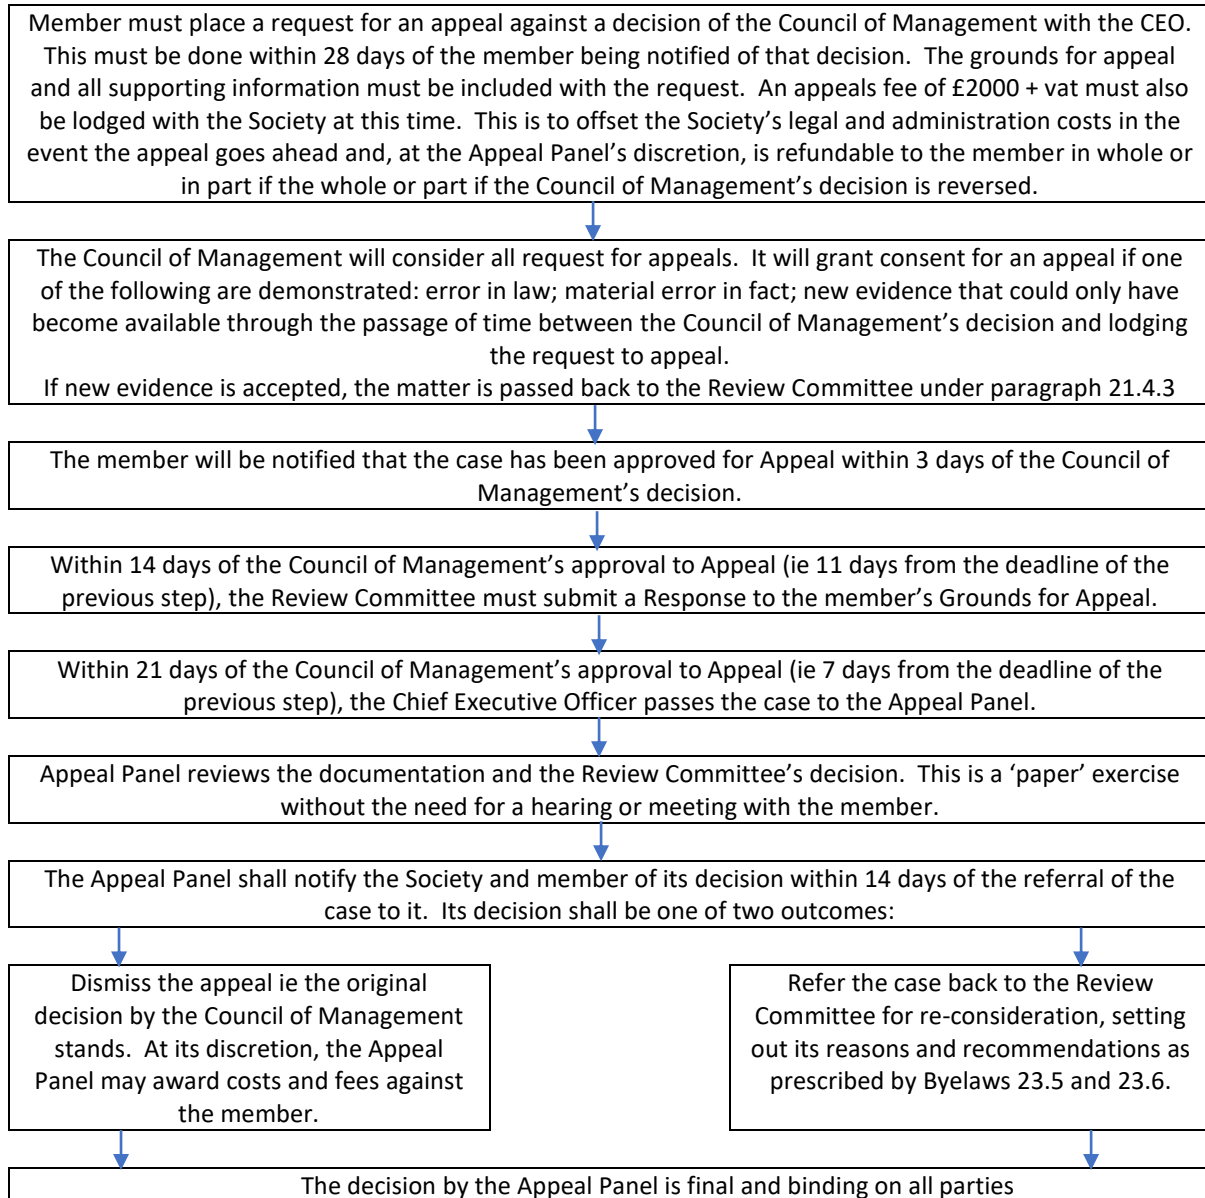 Member must place a request for an appeal against a decision of the Council of Management with the CEO.
This must be done within 28 days of the member being notified of that decision. The grounds for appeal
and all supporting information must be included with the request. An appeals fee of £2000 + vat must also
be lodged with the Society at this time. This is to offset the Society’s legal and administration costs in the
event the appeal goes ahead and, at the Appeal Panel’s discretion, is refundable to the member in whole or
in part if the whole or part if the Council of Management’s decision is reversed.
The Council of Management will consider all request for appeals. It will grant consent for an appeal if one
of the following are demonstrated: error in law; material error in fact; new evidence that could only have
become available through the passage of time between the Council of Management’s decision and lodging
the request to appeal.
If new evidence is accepted, the matter is passed back to the Review Committee under paragraph 21.4.3
The member will be notified that the case has been approved for Appeal within 3 days of the Council of
Management’s decision.
Within 14 days of the Council of Management’s approval to Appeal (ie 11 days from the deadline of the
previous step), the Review Committee must submit a Response to the member’s Grounds for Appeal.
Within 21 days of the Council of Management’s approval to Appeal (ie 7 days from the deadline of the
previous step), the Chief Executive Officer passes the case to the Appeal Panel.
Appeal Panel reviews the documentation and the Review Committee’s decision. This is a ‘paper’ exercise
without the need for a hearing or meeting with the member.
The Appeal Panel shall notify the Society and member of its decision within 14 days of the referral of the
case to it. Its decision shall be one of two outcomes:
Dismiss the appeal ie the original
decision by the Council of Management
stands. At its discretion, the Appeal
Panel may award costs and fees against
the member.
Refer the case back to the Review
Committee for re-consideration, setting
out its reasons and recommendations as
prescribed by Byelaws 23.5 and 23.6.
The decision by the Appeal Panel is final and binding on all parties